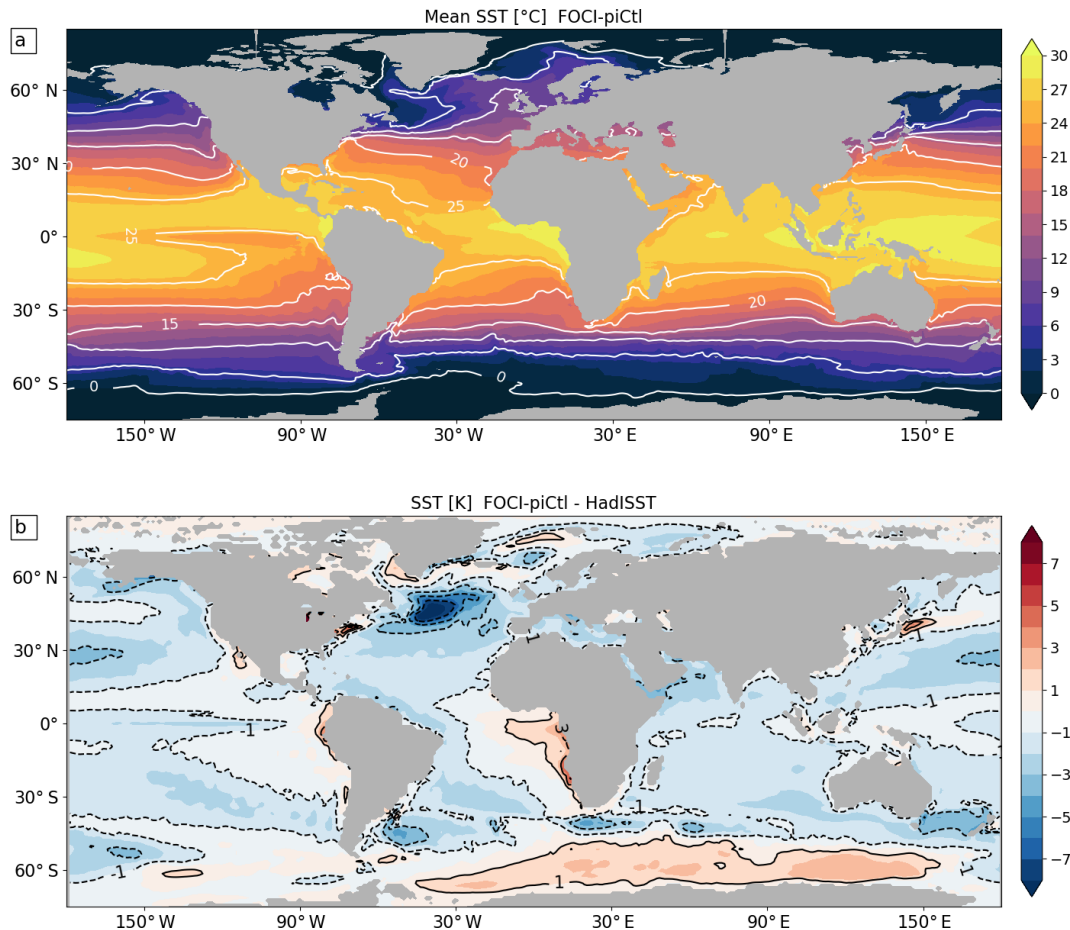 Mean SST [°C]  FOCI-piCtl
a
60° N
30° N
0°
30° S
60° S
150° W
90° W
30° W
30° E
90° E
150° E
30
27
24
21
18
15
12
9
6
3
0
20
25
25
20
15
0
0
SST [K]  FOCI-piCtl - HadISST
b
60° N
30° N
0°
30° S
60° S
150° W
90° W
30° W
30° E
90° E
150° E
7
5
3
1
−1
−3
−5
−7
1
1
1
3
1
1
1
1
1